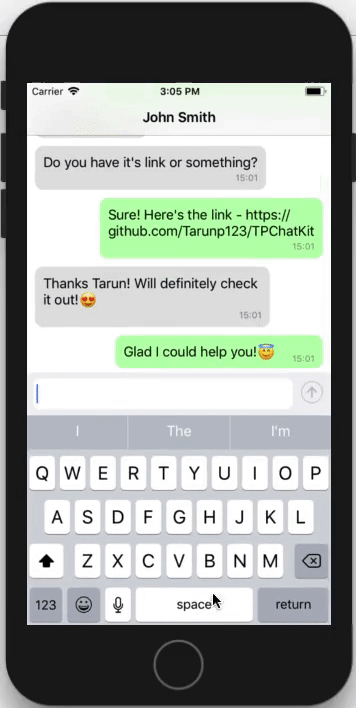 Carrier 3:05 PM
John Smith
Do you have it's link or something?
15:01
Sure! Here's the link - https://
github.com/Tarunp123/TPChatKit
15:01
Thanks Tarun! Will definitely check
it out!😍
15:01
Glad I could help you!😇 15:01
I The I'm
Q W E R T Y U I O P
A S D F G H J K L
Z X C V B N M
123 space return